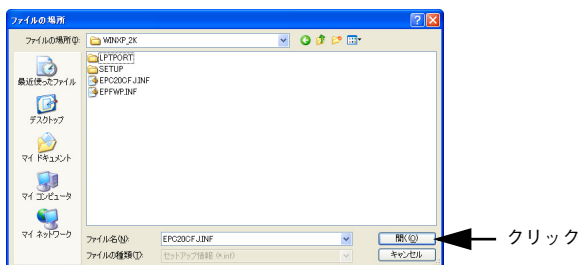 ファイルの場所
ファイルの場所(I):
WINXP_2K
LPTPORT
SETUP
EPC20CFJ.INF
EPFWP.INF
最近使ったファイル
デスクトップ
マイ ドキュメント
マイ コンピュータ
マイ ネットワーク
ファイル名(N):
EPC20CFJ.INF
開く(O)
クリック
ファイルの種類(T):
セットアップ情報 (*.inf)
キャンセル